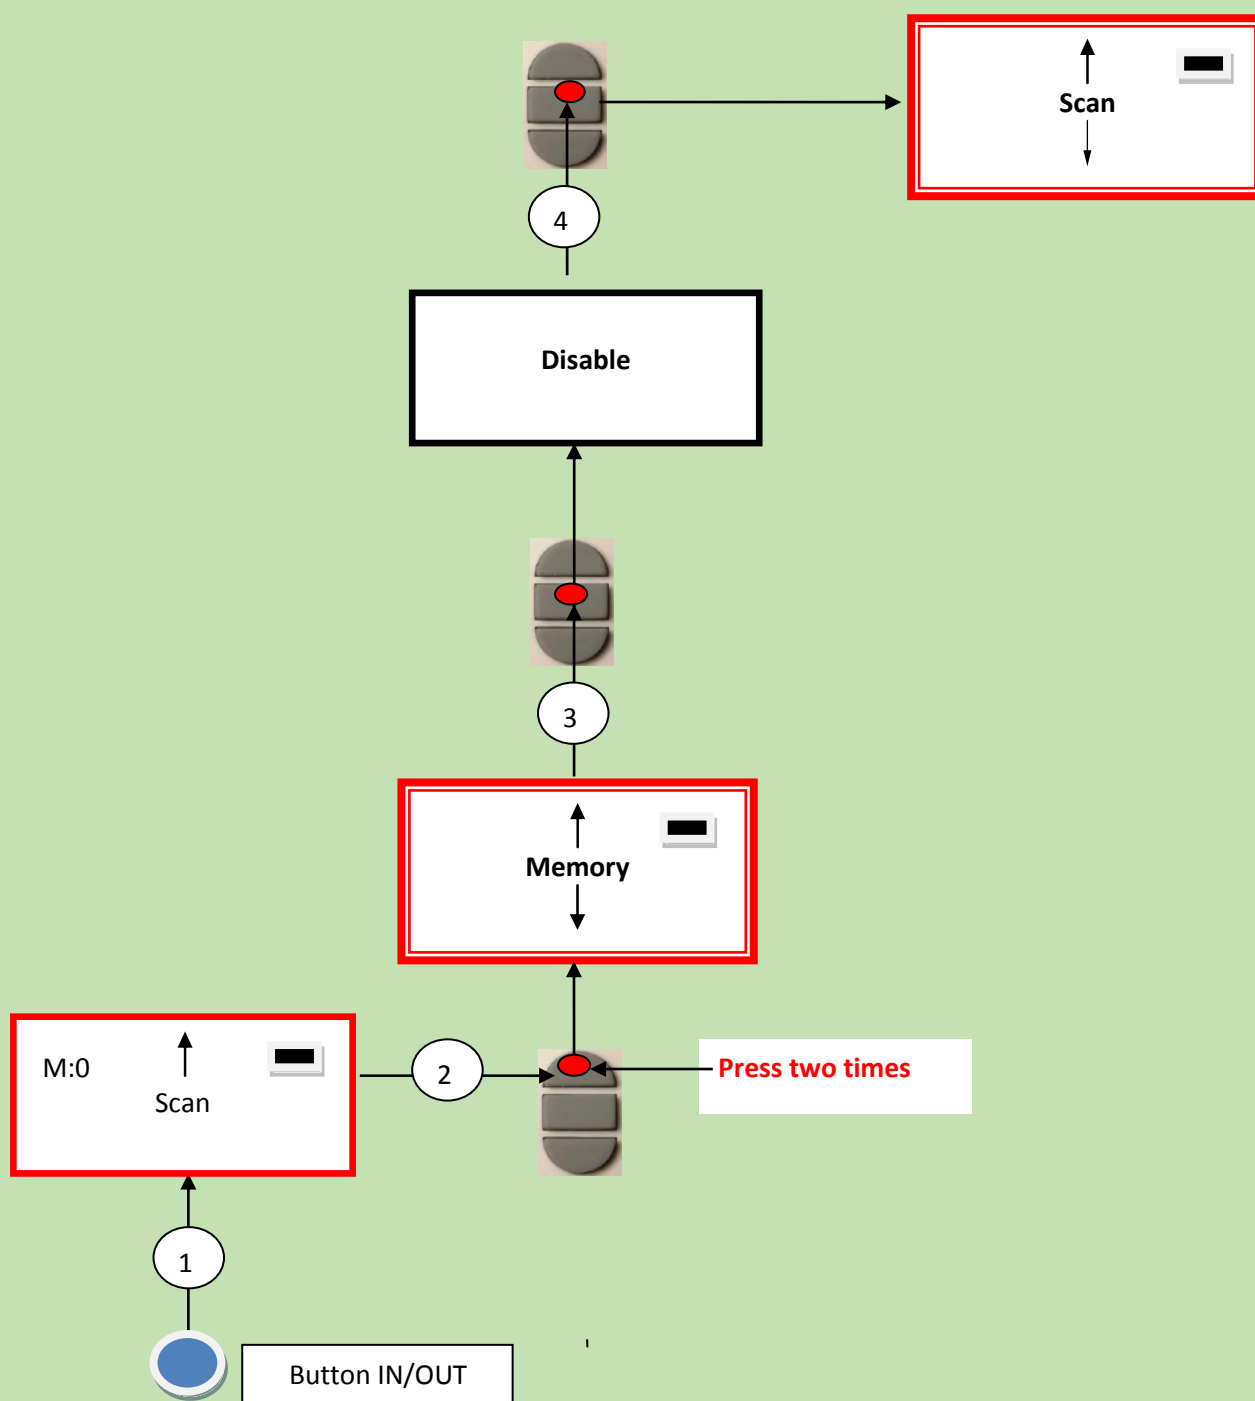 Scan
4
Disable
3
Memory
M:0
Scan
2
Press two times
1
Button IN/OUT